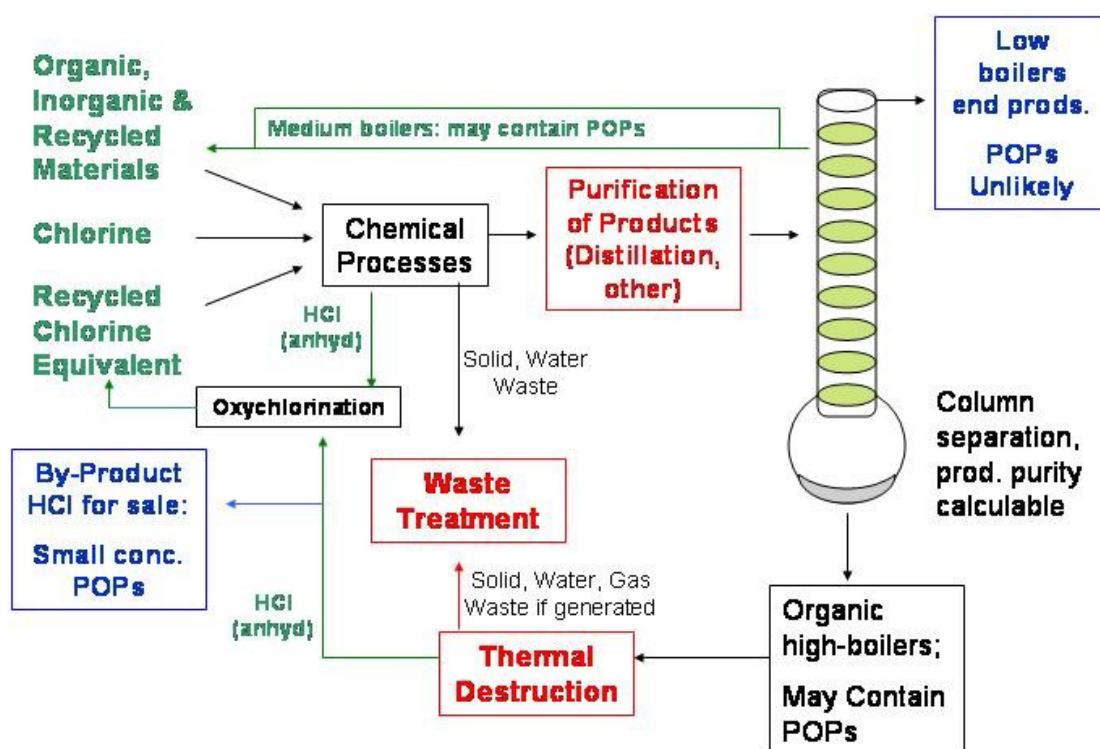 Organic,
Inorganic &
Recycled
Materials
Medium boilers: may contain POPs
Low
boilers
end prods.
POPs
Unlikely
Chlorine
Chemical
Processes
Purification
of Products
(Distillation,
other)
Recycled
Chlorine
Equivalent
HCl
(anhyd)
Solid, Water
Waste
Oxychlorination
Column
separation,
prod. purity
calculable
By-Product
HCl for sale:
Small conc.
POPs
Waste
Treatment
HCl
(anhyd)
Solid, Water, Gas
Waste if generated
Thermal
Destruction
Organic
high-boilers;
May Contain
POPs